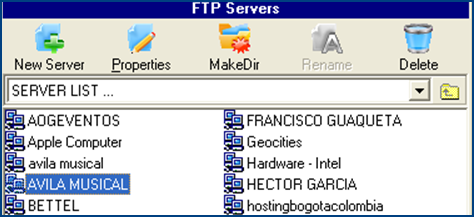 FTP Servers
New Server Properties MakeDir Rename Delete
SERVER LIST ...
AOGEVENTOS
Apple Computer
avila musical
AVILA MUSICAL
BETTEL
FRANCISCO GUAQUETA
Geocities
Hardware - Intel
HECTOR GARCIA
hostingbogotacolombia